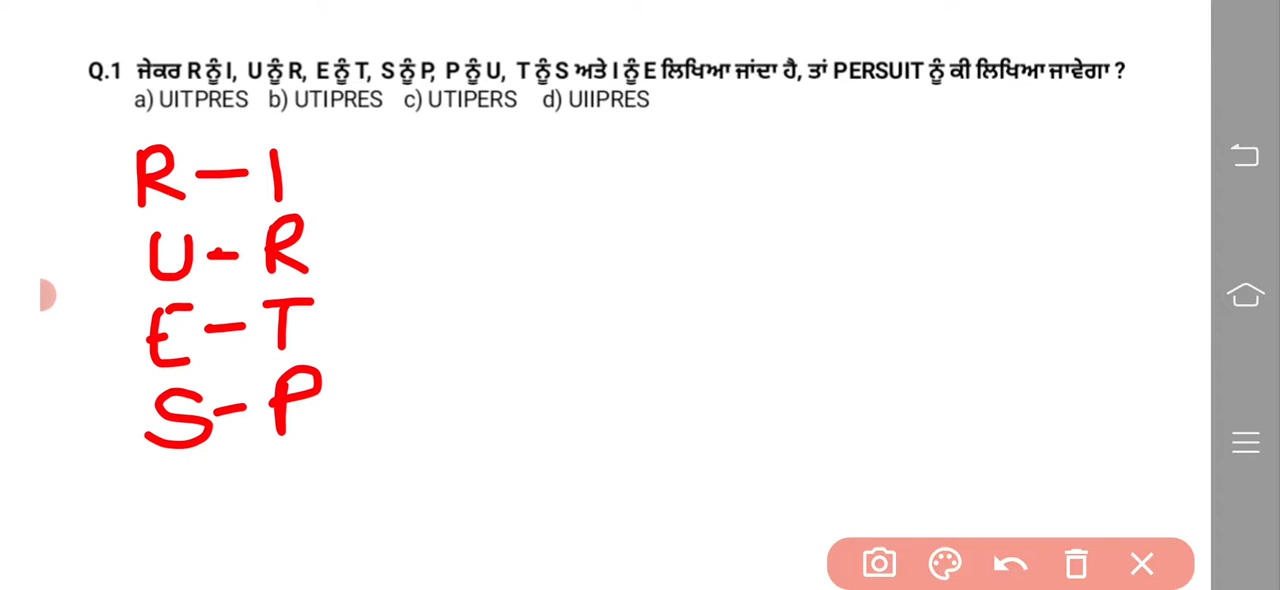 Q.1 ਜੇਕਰ R ਨੂੰ I, U ਨੂੰ R, E ਨੂੰ T, S ਨੂੰ P, P ਨੂੰ U, T ਨੂੰ S ਅਤੇ I ਨੂੰ E ਲਿਖਿਆ ਜਾਂਦਾ ਹੈ, ਤਾਂ PERSUIT ਨੂੰ ਕੀ ਲਿਖਿਆ ਜਾਵੇਗਾ ?
a) UITPRES b) UTIPRES c) UTIPERS d) UIIPRES
R - I
U - R
E - T
S - P